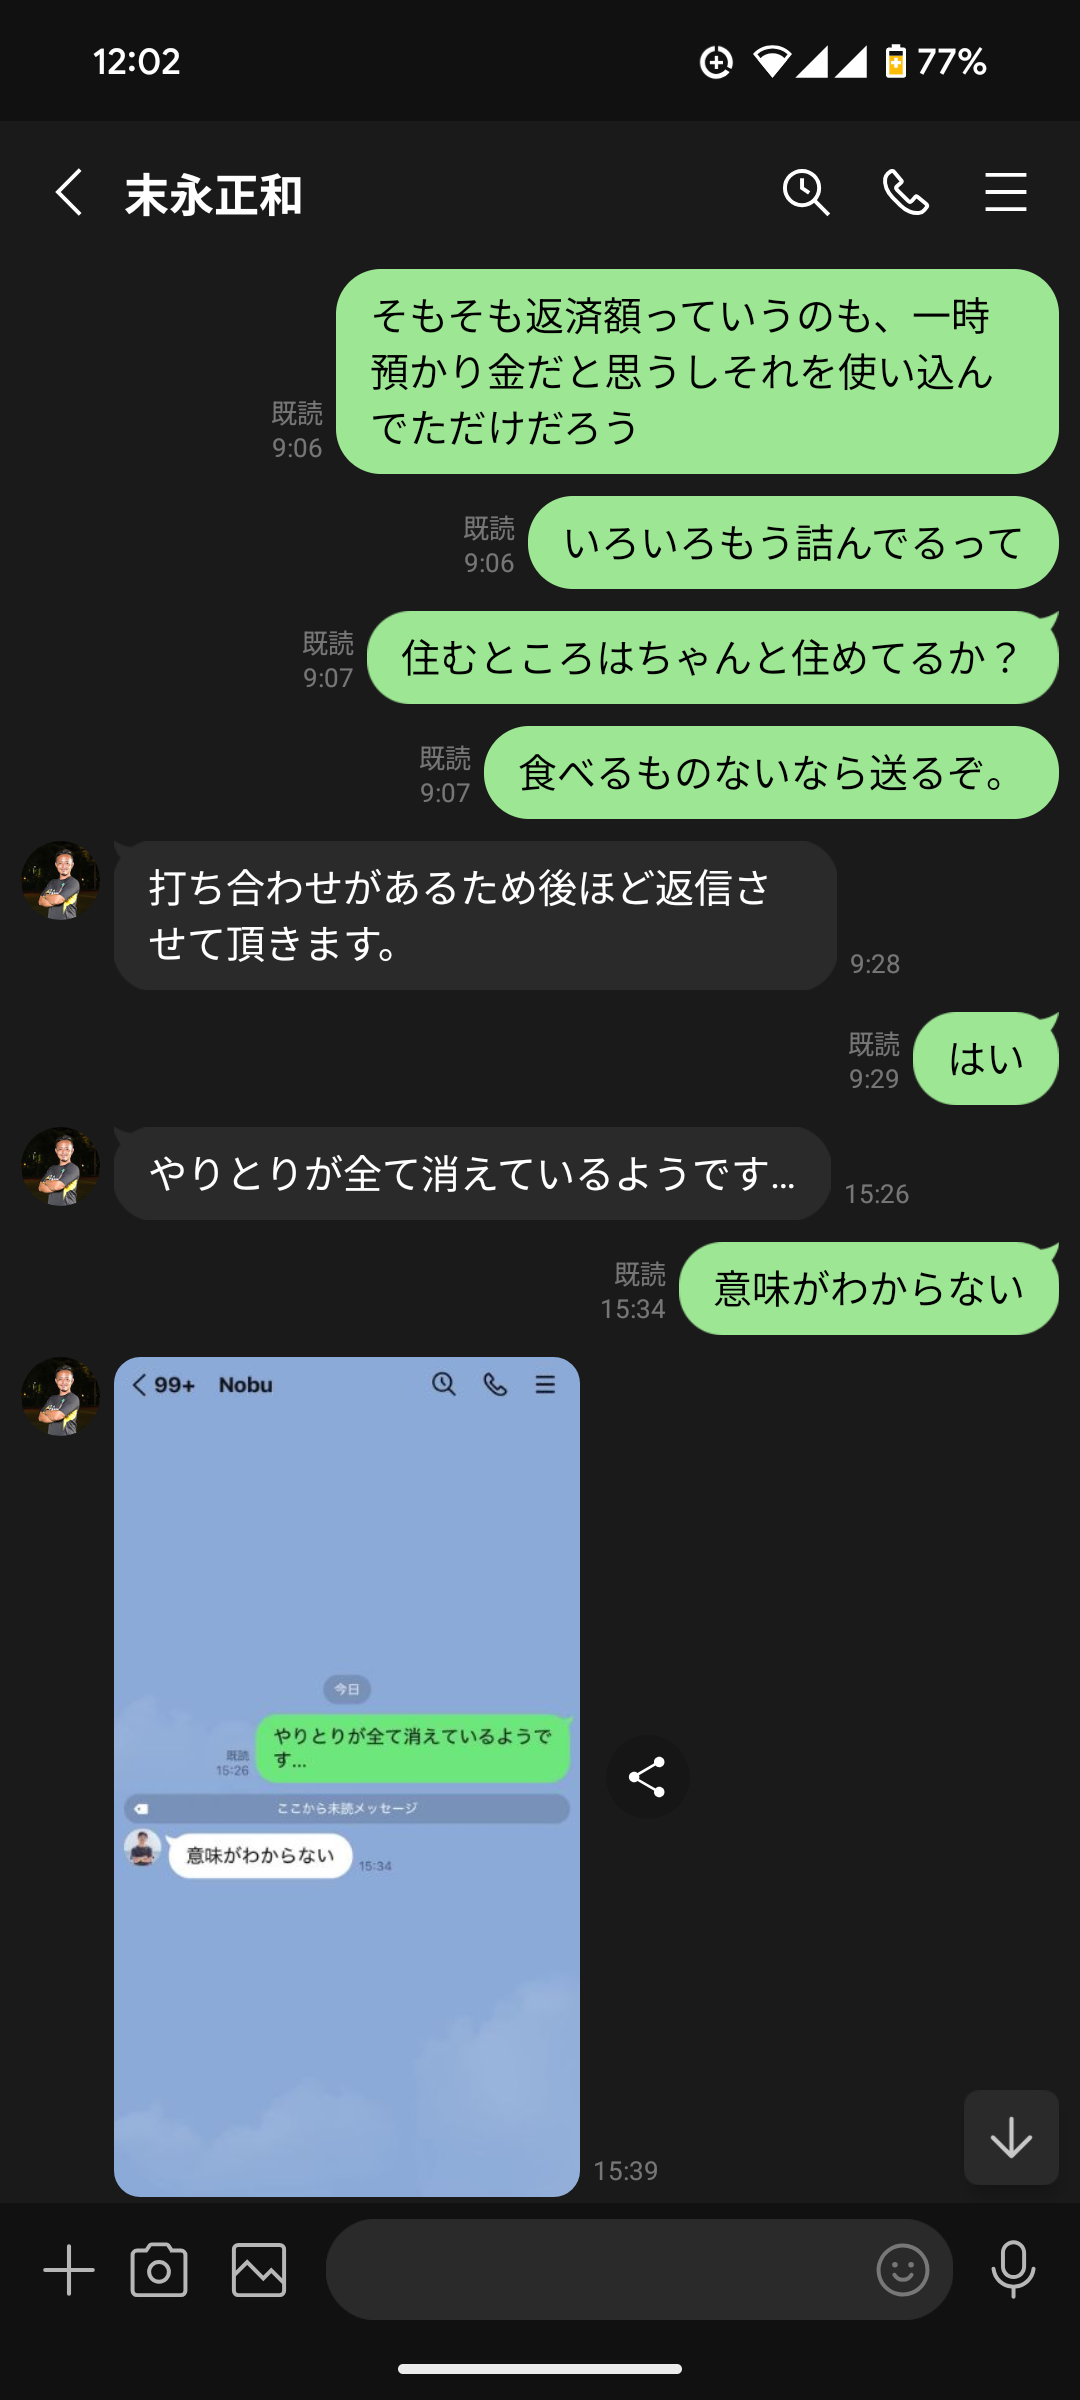 12:02
77%
末永正和
そもそも返済額っていうのも、一時
預かり金だと思うしそれを使い込ん
でただけだろう
既読
9:06
いろいろもう詰んでるって
既読
9:06
住むところはちゃんと住めてるか？
既読
9:07
食べるものないなら送るぞ。
既読
9:07
打ち合わせがあるため後ほど返信さ
せて頂きます。
9:28
はい
既読
9:29
やりとりが全て消えているようです...
15:26
意味がわからない
既読
15:34
99+ Nobu
今日
やりとりが全て消えているようで
す...
既読
15:26
ここから未読メッセージ
意味がわからない
15:34
15:39